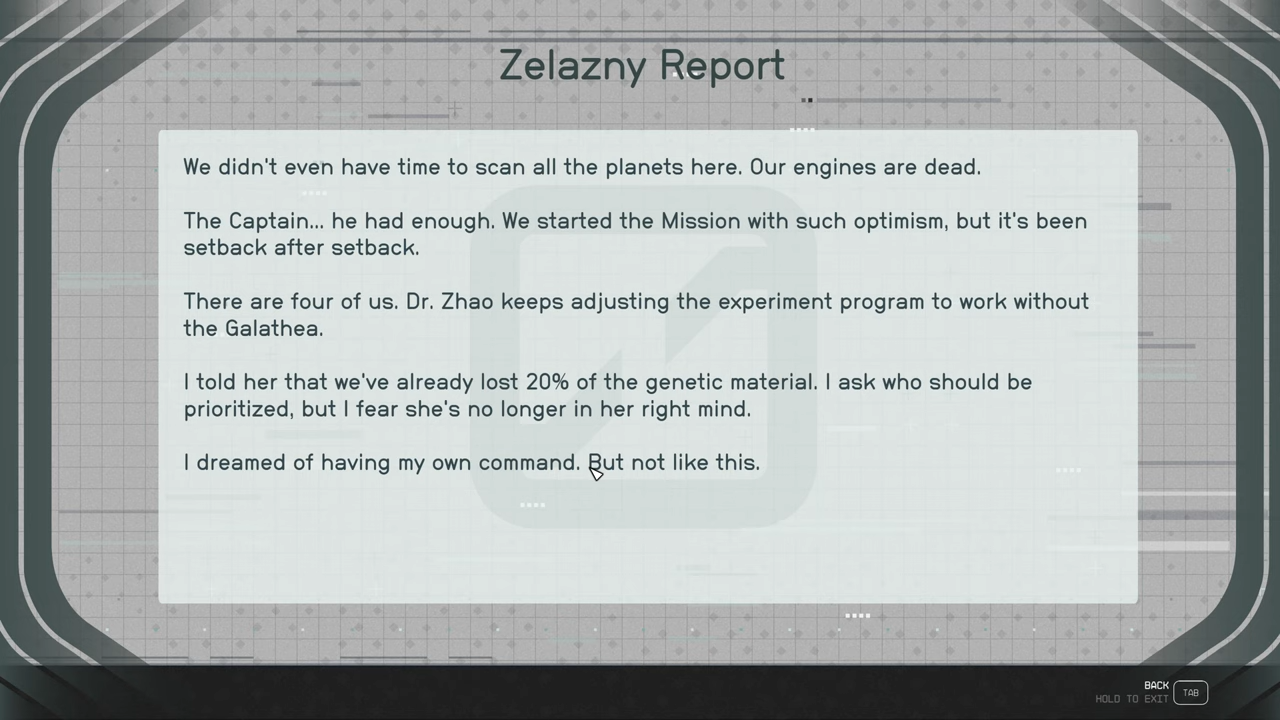 Zelazny Report
We didn't even have time to scan all the planets here. Our engines are dead.
The Captain... he had enough. We started the Mission with such optimism, but it's been
setback after setback.
There are four of us. Dr. Zhao keeps adjusting the experiment program to work without
the Galathea.
I told her that we've already lost 20% of the genetic material. I ask who should be
prioritized, but I fear she's no longer in her right mind.
I dreamed of having my own command. But not like this.
BACK
HOLD TO EXIT
TAB